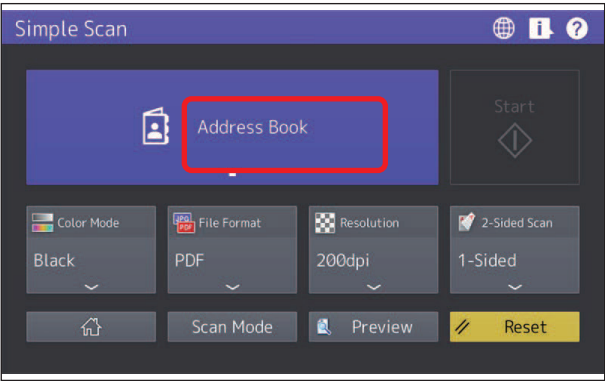 Simple Scan
Address Book
Start
Color Mode
Black
File Format
PDF
Resolution
200dpi
2-Sided Scan
1-Sided
Scan Mode
Preview
Reset